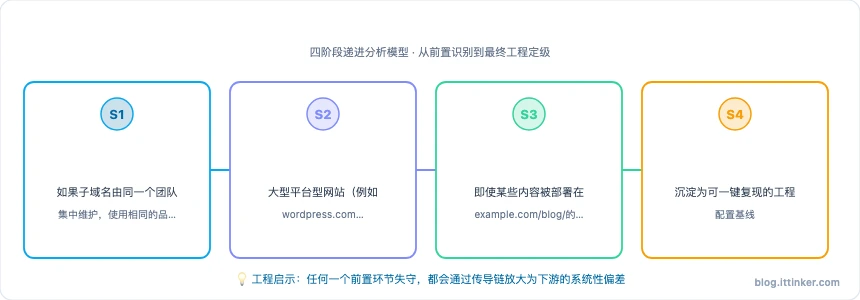 四阶段递进分析模型 · 从前置识别到最终工程定级
S1
如果子域名由同一个团队
集中维护，使用相同的品...
S2
大型平台型网站（例如
wordpress.com...
S3
即使某些内容被部署在
example.com/blog/的...
S4
沉淀为可一键复现的工程
配置基线
💡 工程启示：任何一个前置环节失守，都会通过传导链放大为下游的系统性偏差
blog.ittinker.com